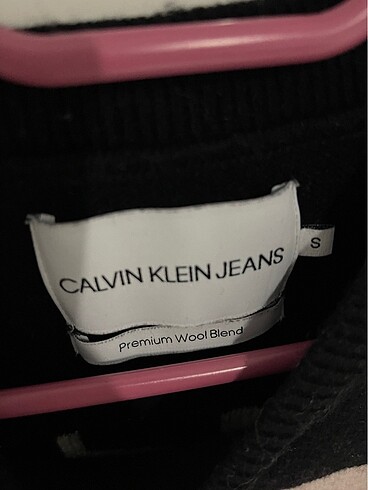 CALVIN KLEIN JEANS
S
Premium Wool Blend